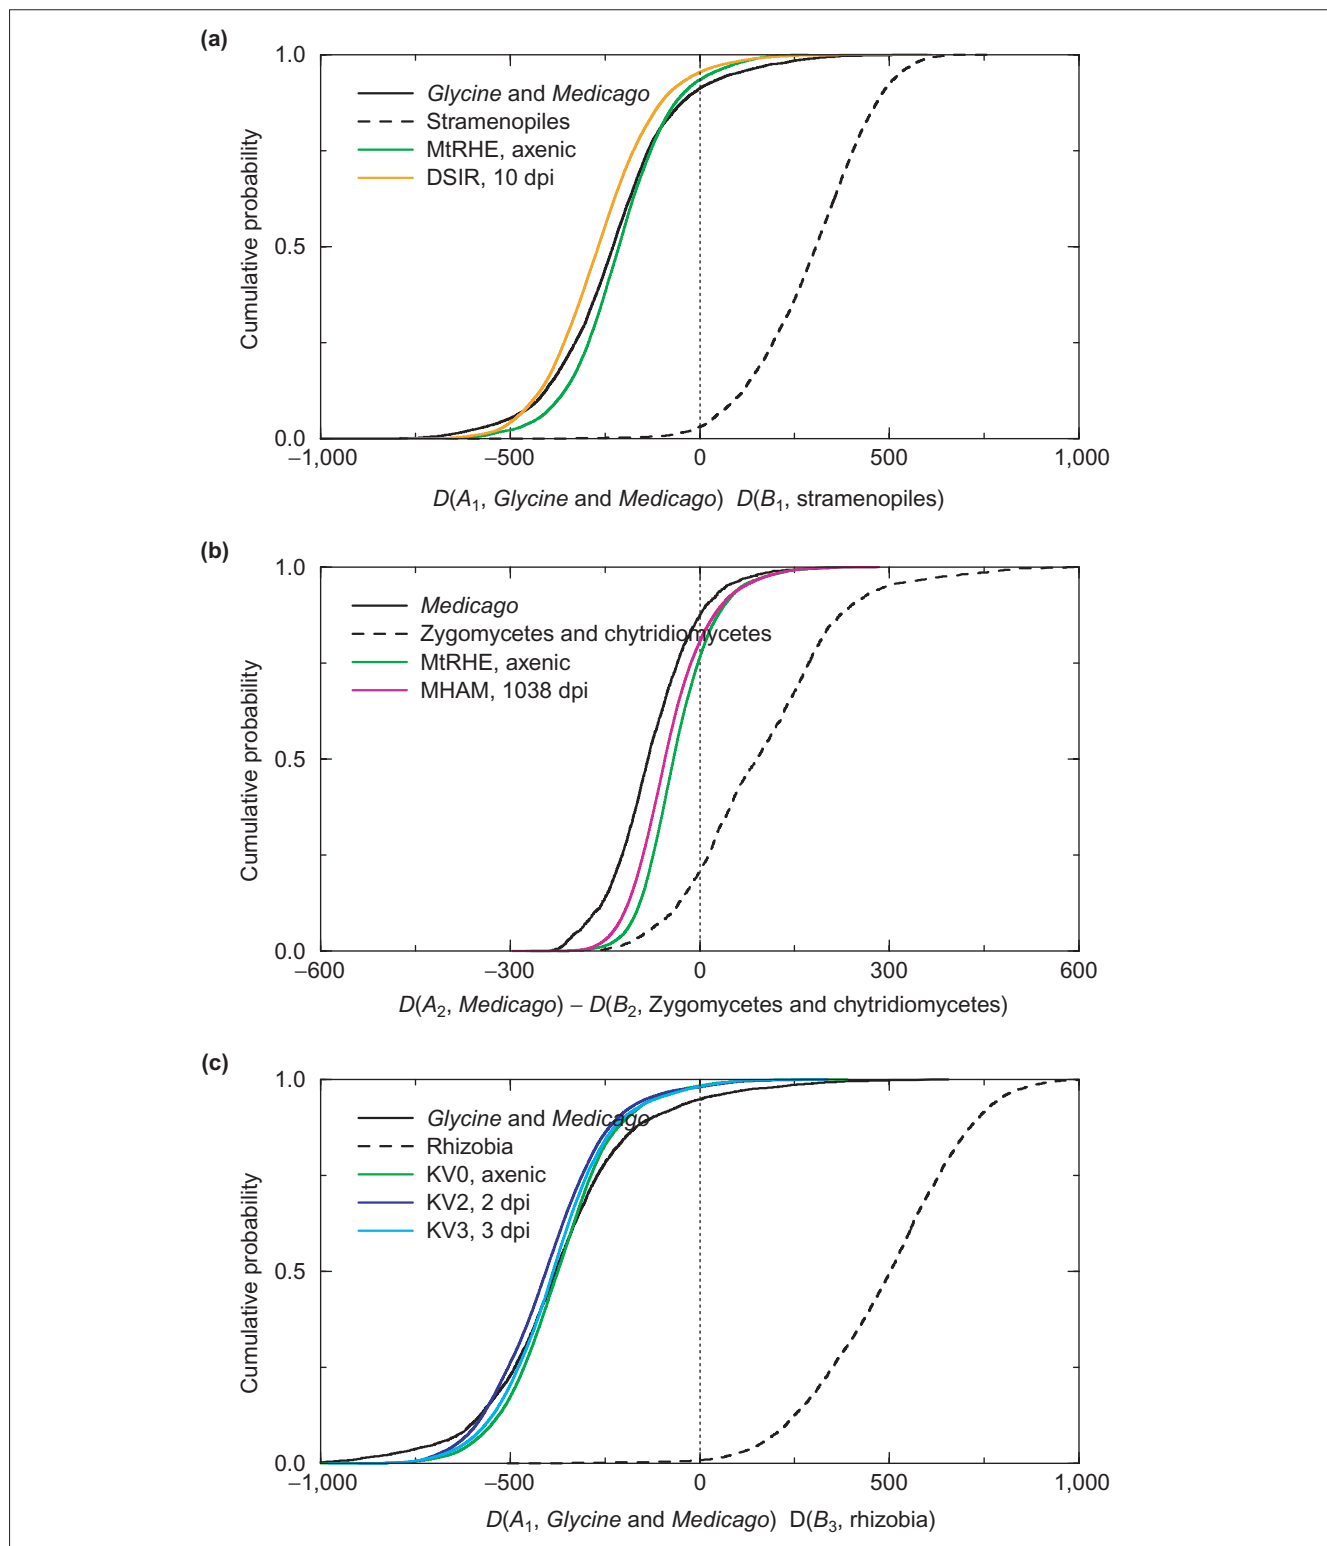 (a)
1.0
0.5
0.0
Cumulative probability
Glycine and Medicago
Stramenopiles
MtRHE, axenic
DSIR, 10 dpi
–1,000 –500 0 500 1,000
D(A1, Glycine and Medicago) D(B1, stramenopiles)
(b)
1.0
0.5
0.0
Cumulative probability
Medicago
Zygomycetes and chytridiomycetes
MtRHE, axenic
MHAM, 1038 dpi
–600 –300 0 300 600
D(A2, Medicago) – D(B2, Zygomycetes and chytridiomycetes)
(c)
1.0
0.5
0.0
Cumulative probability
Glycine and Medicago
Rhizobia
KV0, axenic
KV2, 2 dpi
KV3, 3 dpi
–1,000 –500 0 500 1,000
D(A1, Glycine and Medicago) D(B3, rhizobia)